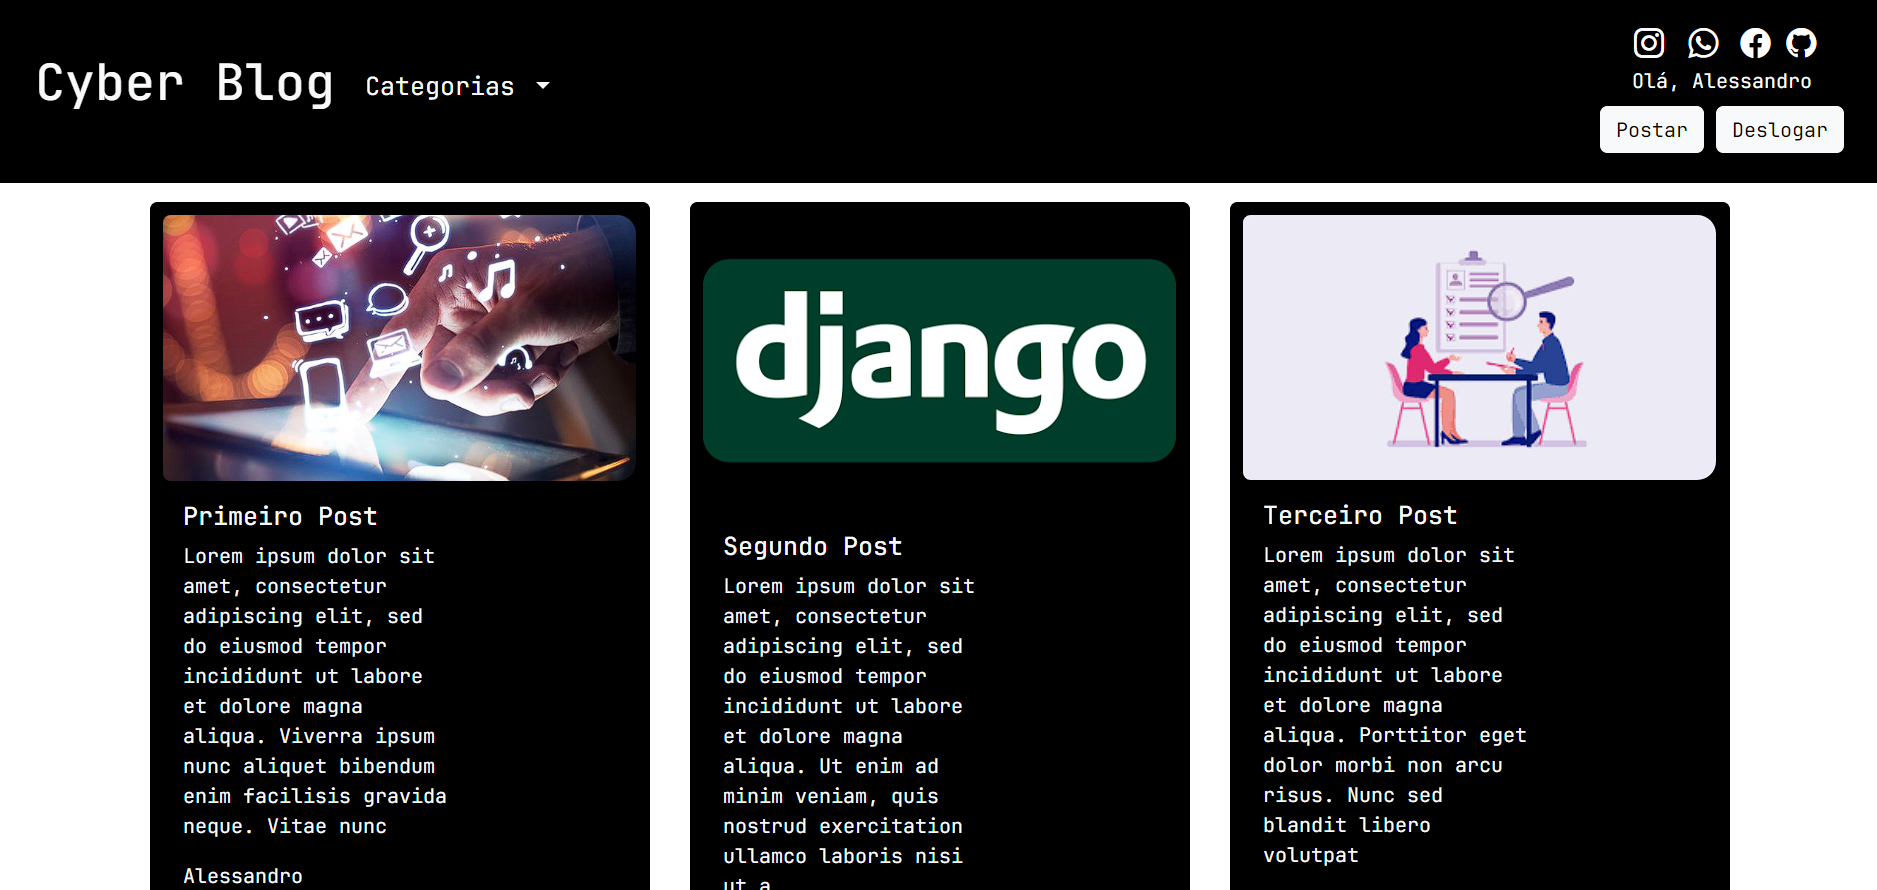 Cyber Blog
Categorias
Olá, Alessandro
Postar
Deslogar
Primeiro Post
Lorem ipsum dolor sit
amet, consectetur
adipiscing elit, sed
do eiusmod tempor
incididunt ut labore
et dolore magna
aliqua. Viverra ipsum
nunc aliquet bibendum
enim facilisis gravida
neque. Vitae nunc
Alessandro
django
Segundo Post
Lorem ipsum dolor sit
amet, consectetur
adipiscing elit, sed
do eiusmod tempor
incididunt ut labore
et dolore magna
aliqua. Ut enim ad
minim veniam, quis
nostrud exercitation
ullamco laboris nisi
ut a
Terceiro Post
Lorem ipsum dolor sit
amet, consectetur
adipiscing elit, sed
do eiusmod tempor
incididunt ut labore
et dolore magna
aliqua. Porttitor eget
dolor morbi non arcu
risus. Nunc sed
blandit libero
volutpat